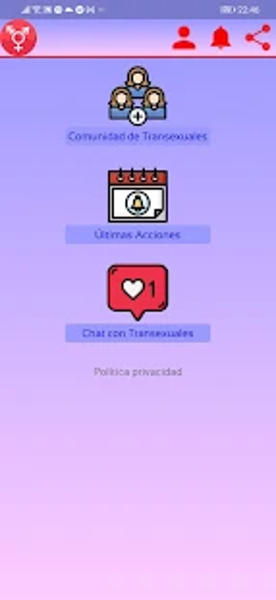 22:46
Comunidad de Transexuales
Últimas Acciones
1
Chat con Transexuales
Política privacidad